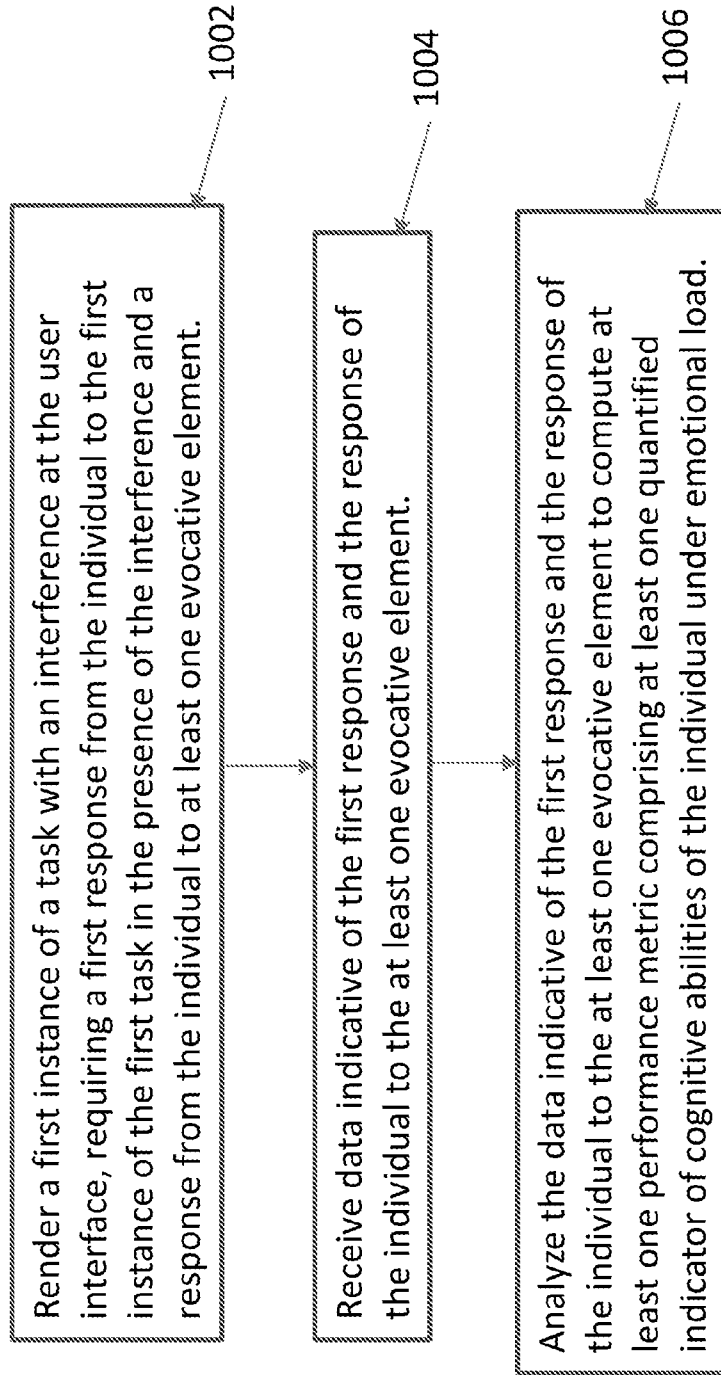 Render a first instance of a task with an interference at the user
interface, requiring a first response from the individual to the first
instance of the first task in the presence of the interference and a
response from the individual to at least one evocative element.
1002
Receive data indicative of the first response and the response of
the individual to the at least one evocative element.
1004
Analyze the data indicative of the first response and the response of
the individual to the at least one evocative element to compute at
least one performance metric comprising at least one quantified
indicator of cognitive abilities of the individual under emotional load.
1006